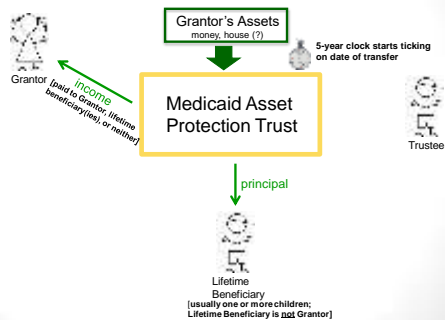 Grantor's Assets
money, house (?)
5-year clock starts ticking
on date of transfer
Grantor
income
[paid to Grantor, lifetime
beneficiary(ies), or neither]
Medicaid Asset
Protection Trust
Trustee
principal
Lifetime
Beneficiary
[usually one or more children;
Lifetime Beneficiary is not Grantor]